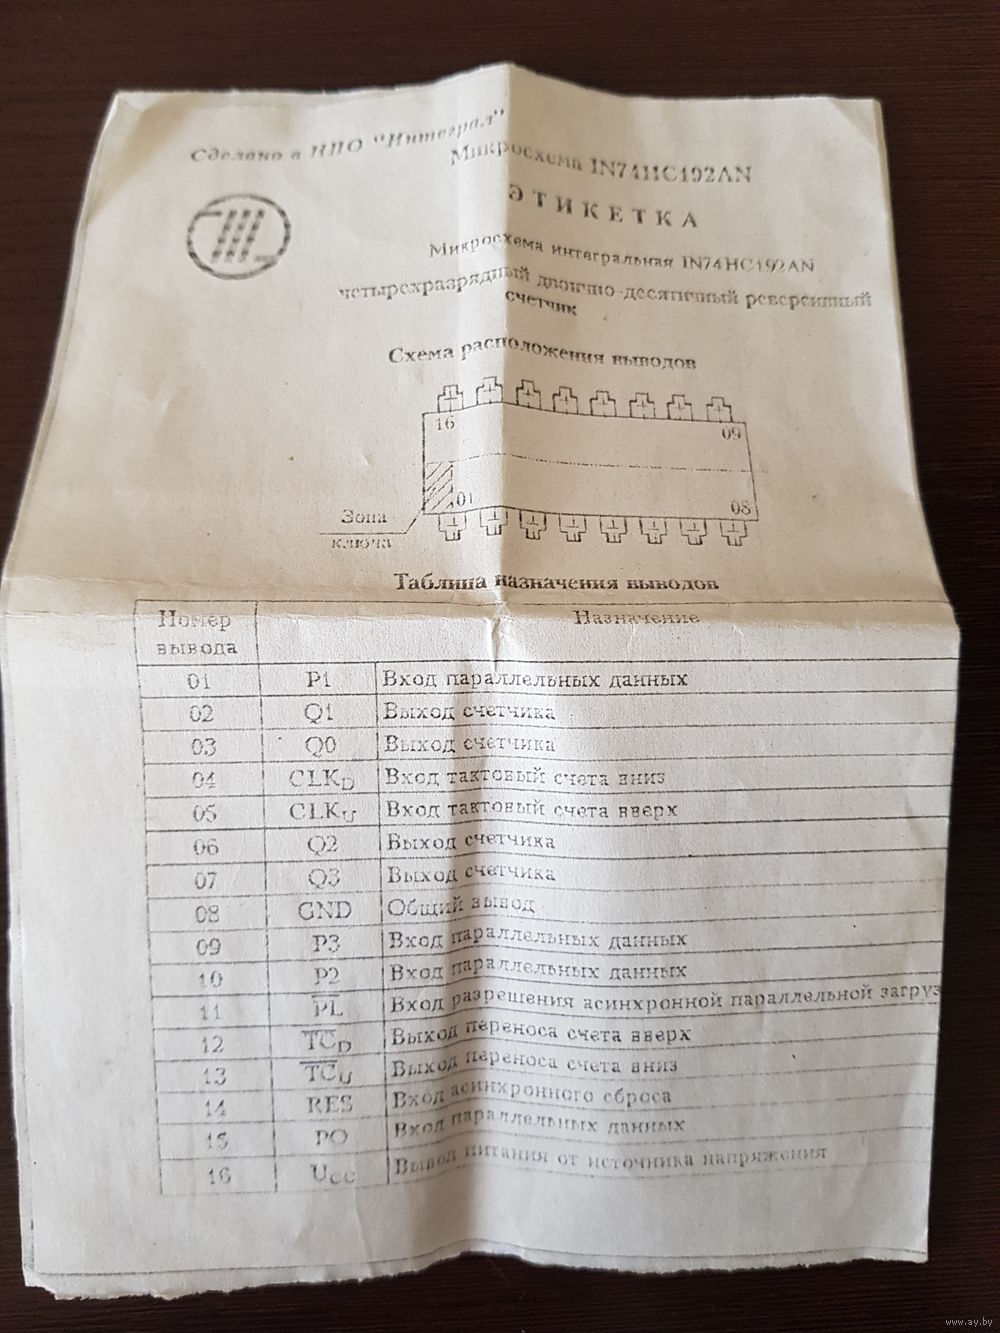 Сделано в НПО "Интеграл"
Микросхема IN74HC192AN
ЭТИКЕТКА
Микросхема интегральная IN74HC192AN
четырехразрядный двоично-десятичный реверсивный
счетчик
Схема расположения выводов
16 09
01 08
Зона
ключа
Таблица назначения выводов
Номер вывода Назначение
01 P1 Вход параллельных данных
02 Q1 Выход счетчика
03 Q0 Выход счетчика
04 CLKD Вход тактовый счета вниз
05 CLKU Вход тактовый счета вверх
06 Q2 Выход счетчика
07 Q3 Выход счетчика
08 GND Общий вывод
09 P3 Вход параллельных данных
10 P2 Вход параллельных данных
11 P̅L̅ Вход разрешения асинхронной параллельной загруз
12 T̅C̅D Выход переноса счета вверх
13 T̅C̅U Выход переноса счета вниз
14 RES Вход асинхронного сброса
15 PO Вход параллельных данных
16 UCC Вывод питания от источника напряжения
www.ay.by